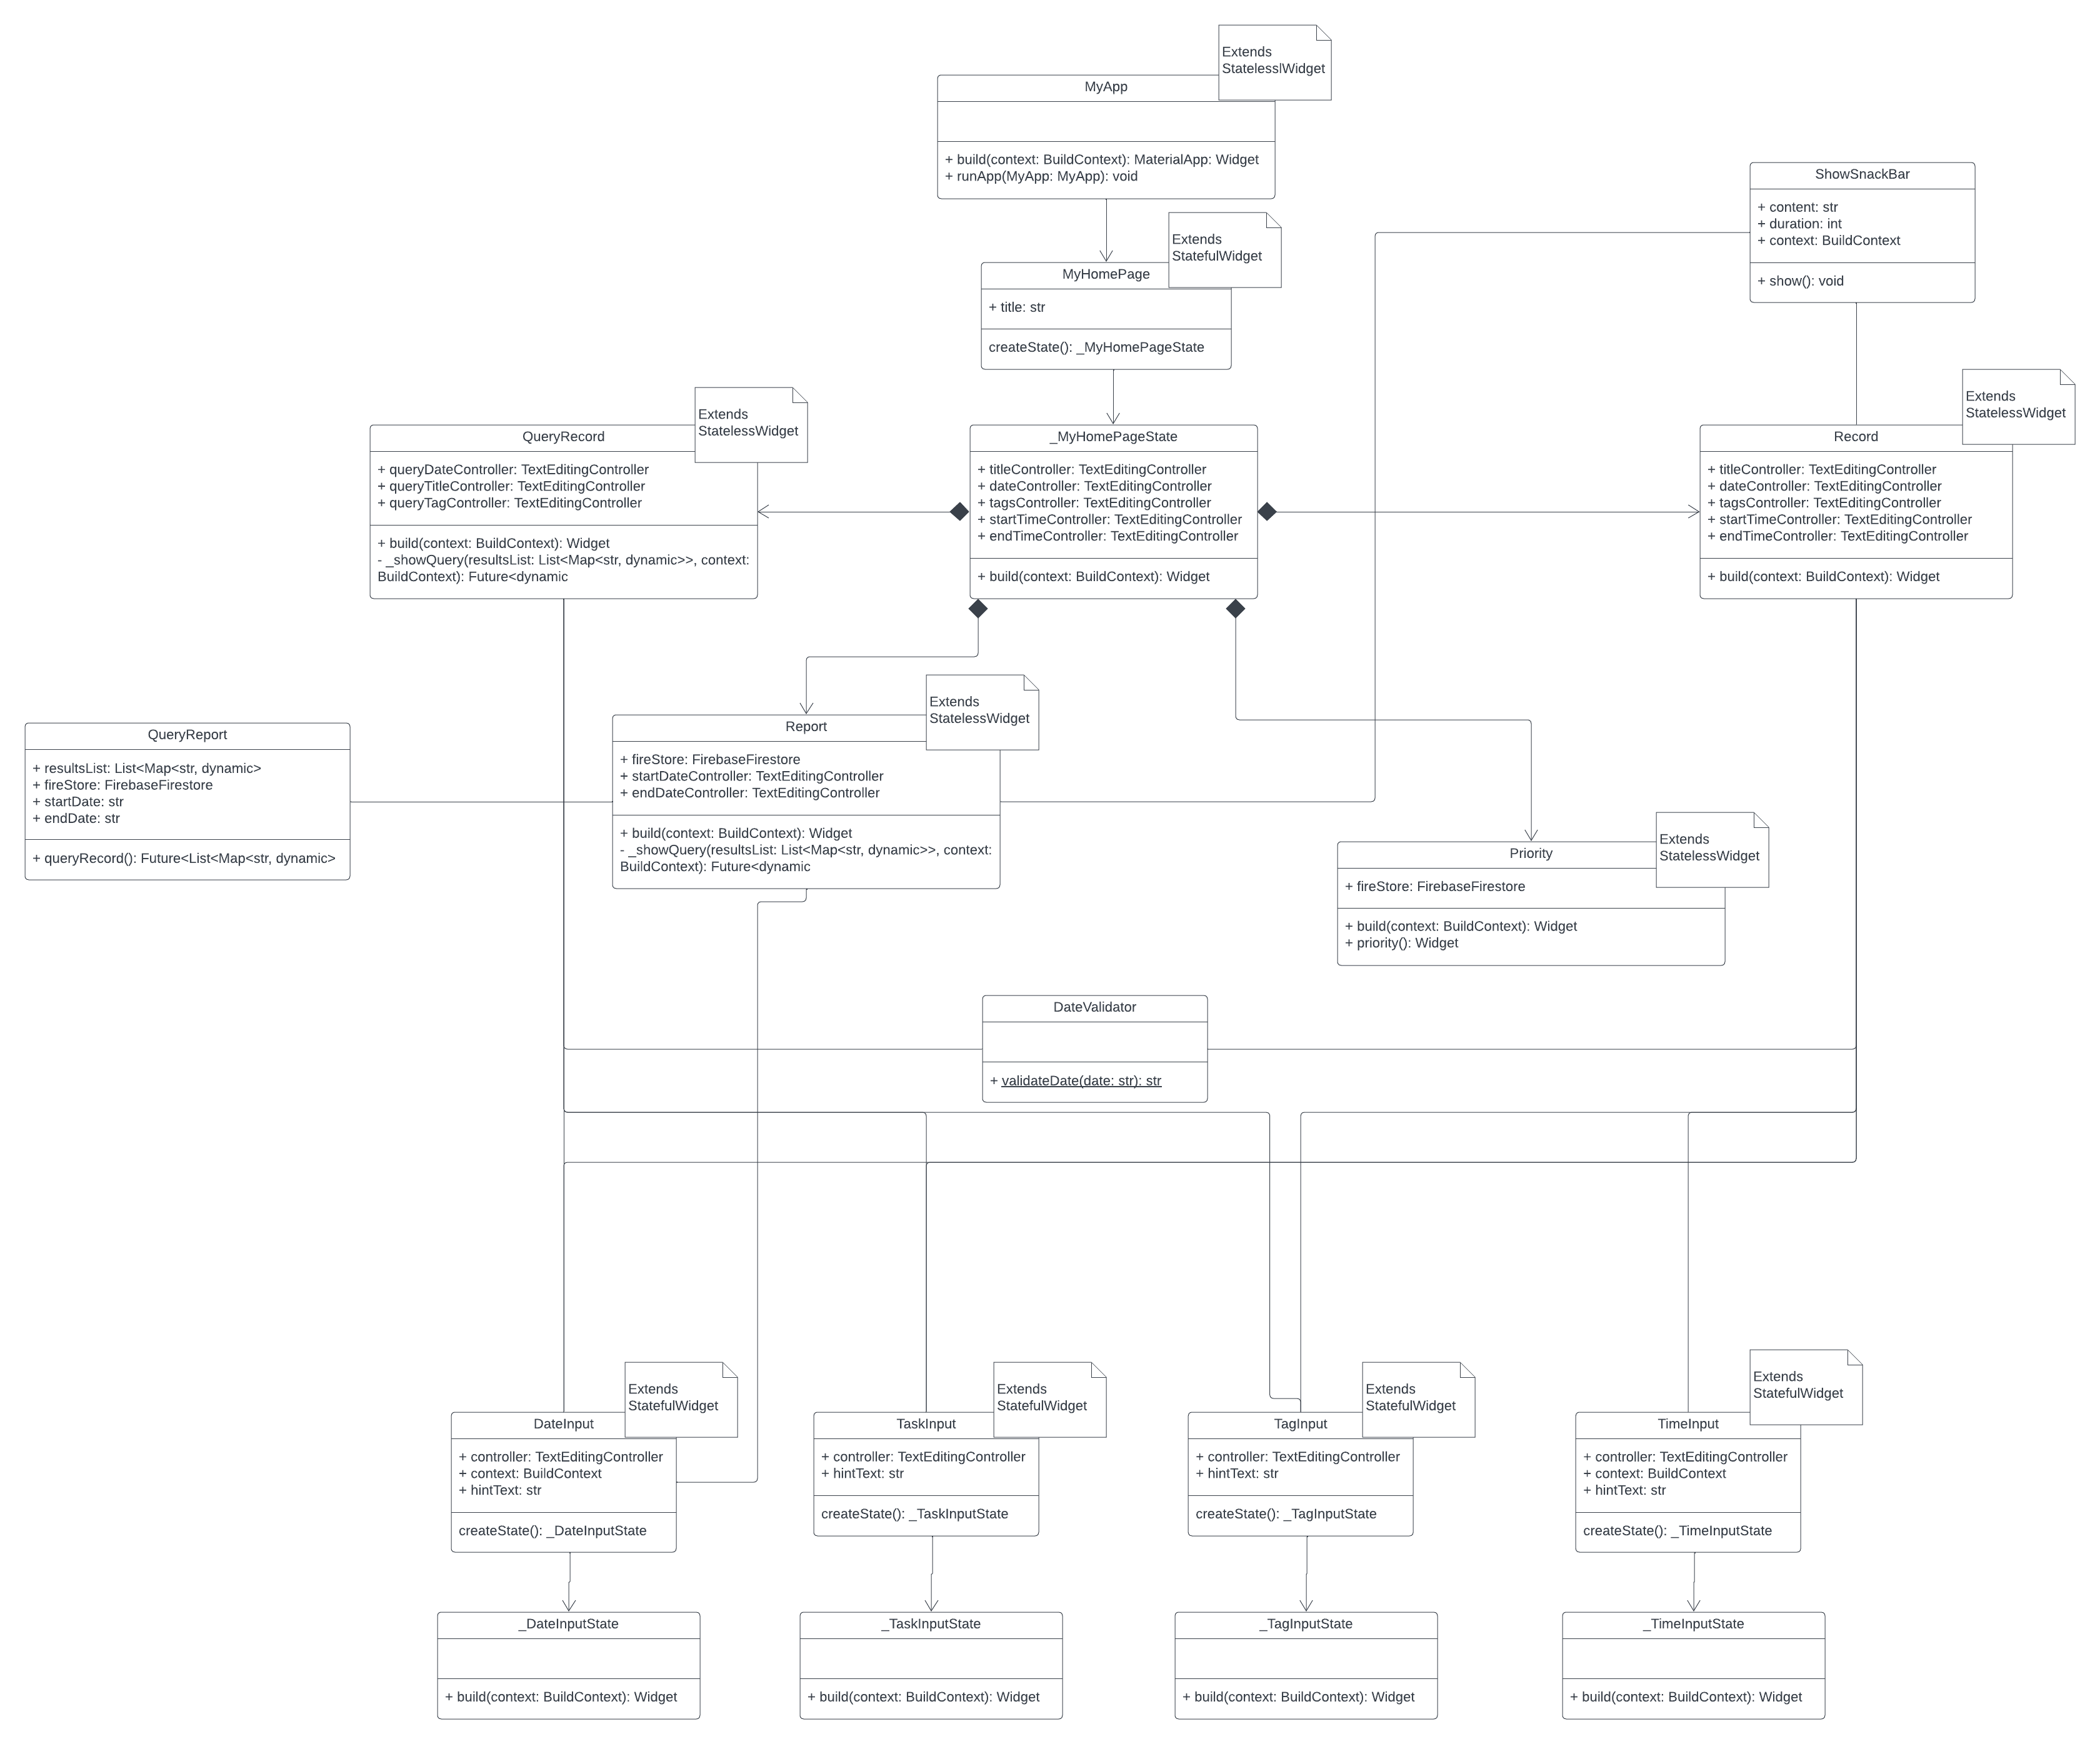 Extends
StatelesslWidget
MyApp
+ build(context: BuildContext): MaterialApp: Widget
+ runApp(MyApp: MyApp): void
ShowSnackBar
+ content: str
+ duration: int
+ context: BuildContext
+ show(): void
Extends
StatefulWidget
MyHomePage
+ title: str
createState(): _MyHomePageState
Extends
StatelessWidget
QueryRecord
+ queryDateController: TextEditingController
+ queryTitleController: TextEditingController
+ queryTagController: TextEditingController
+ build(context: BuildContext): Widget
- _showQuery(resultsList: List<Map<str, dynamic>>, context:
BuildContext): Future<dynamic
_MyHomePageState
+ titleController: TextEditingController
+ dateController: TextEditingController
+ tagsController: TextEditingController
+ startTimeController: TextEditingController
+ endTimeController: TextEditingController
+ build(context: BuildContext): Widget
Extends
StatelessWidget
Record
+ titleController: TextEditingController
+ dateController: TextEditingController
+ tagsController: TextEditingController
+ startTimeController: TextEditingController
+ endTimeController: TextEditingController
+ build(context: BuildContext): Widget
QueryReport
+ resultsList: List<Map<str, dynamic>
+ fireStore: FirebaseFirestore
+ startDate: str
+ endDate: str
+ queryRecord(): Future<List<Map<str, dynamic>
Extends
StatelessWidget
Report
+ fireStore: FirebaseFirestore
+ startDateController: TextEditingController
+ endDateController: TextEditingController
+ build(context: BuildContext): Widget
- _showQuery(resultsList: List<Map<str, dynamic>>, context:
BuildContext): Future<dynamic
Extends
StatelessWidget
Priority
+ fireStore: FirebaseFirestore
+ build(context: BuildContext): Widget
+ priority(): Widget
DateValidator
+ validateDate(date: str): str
Extends
StatefulWidget
DateInput
+ controller: TextEditingController
+ context: BuildContext
+ hintText: str
createState(): _DateInputState
Extends
StatefulWidget
TaskInput
+ controller: TextEditingController
+ hintText: str
createState(): _TaskInputState
Extends
StatefulWidget
TagInput
+ controller: TextEditingController
+ hintText: str
createState(): _TagInputState
Extends
StatefulWidget
TimeInput
+ controller: TextEditingController
+ context: BuildContext
+ hintText: str
createState(): _TimeInputState
_DateInputState
+ build(context: BuildContext): Widget
_TaskInputState
+ build(context: BuildContext): Widget
_TagInputState
+ build(context: BuildContext): Widget
_TimeInputState
+ build(context: BuildContext): Widget